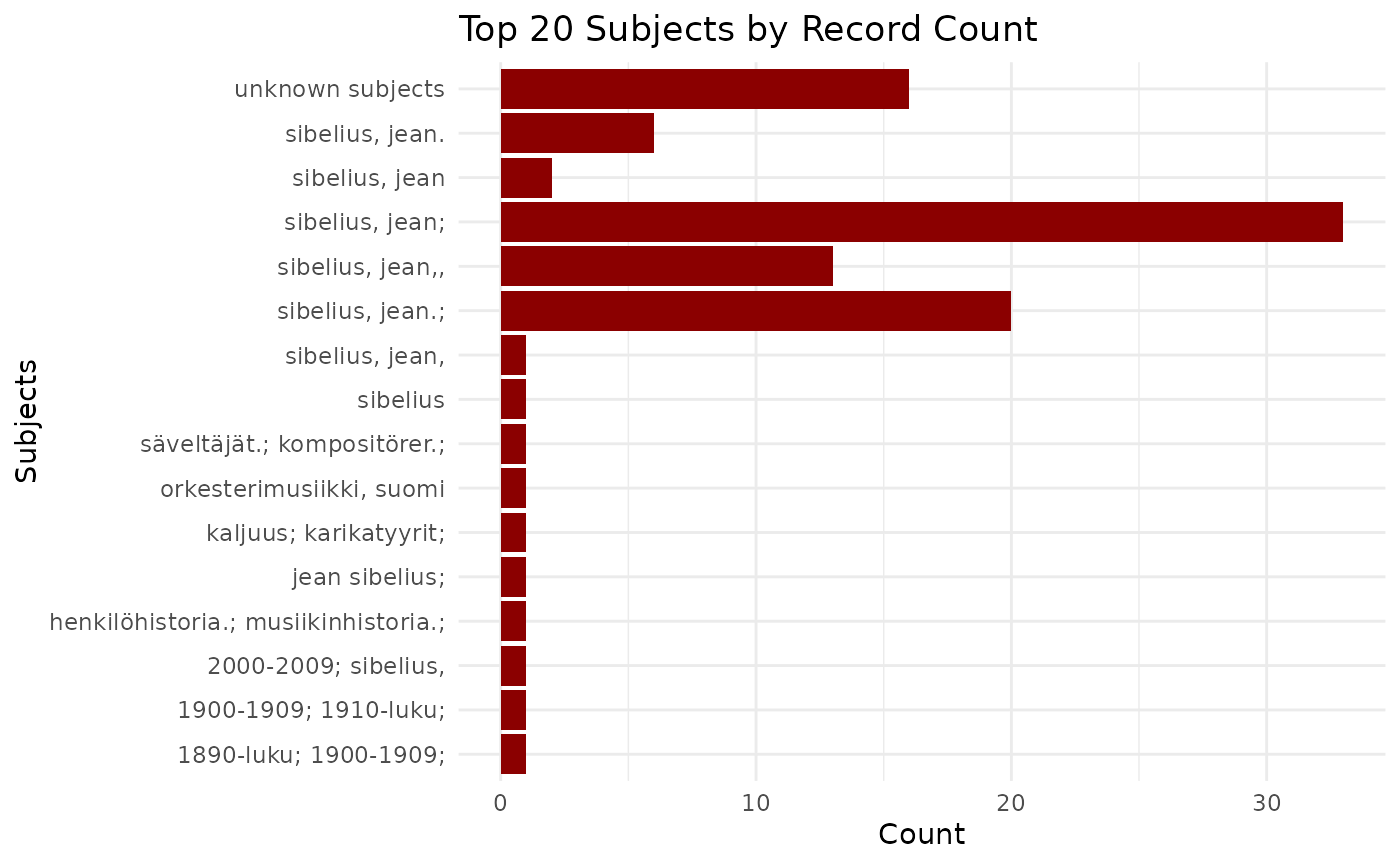 Top 20 Subjects by Record Count
unknown subjects
sibelius, jean.
sibelius, jean
sibelius, jean;
sibelius, jean,,
sibelius, jean.;
sibelius, jean,
sibelius
säveltäjät.; kompositörer.;
orkesterimusiikki, suomi
kaljuus; karikatyyrit;
jean sibelius;
henkilöhistoria.; musiikinhistoria.;
2000-2009; sibelius,
1900-1909; 1910-luku;
1890-luku; 1900-1909;
Subjects
0 10 20 30
Count